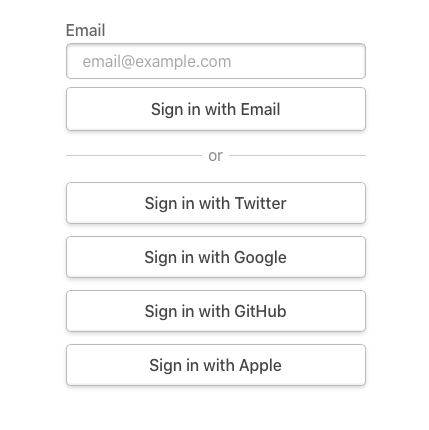 Email
email@example.com
Sign in with Email
or
Sign in with Twitter
Sign in with Google
Sign in with GitHub
Sign in with Apple